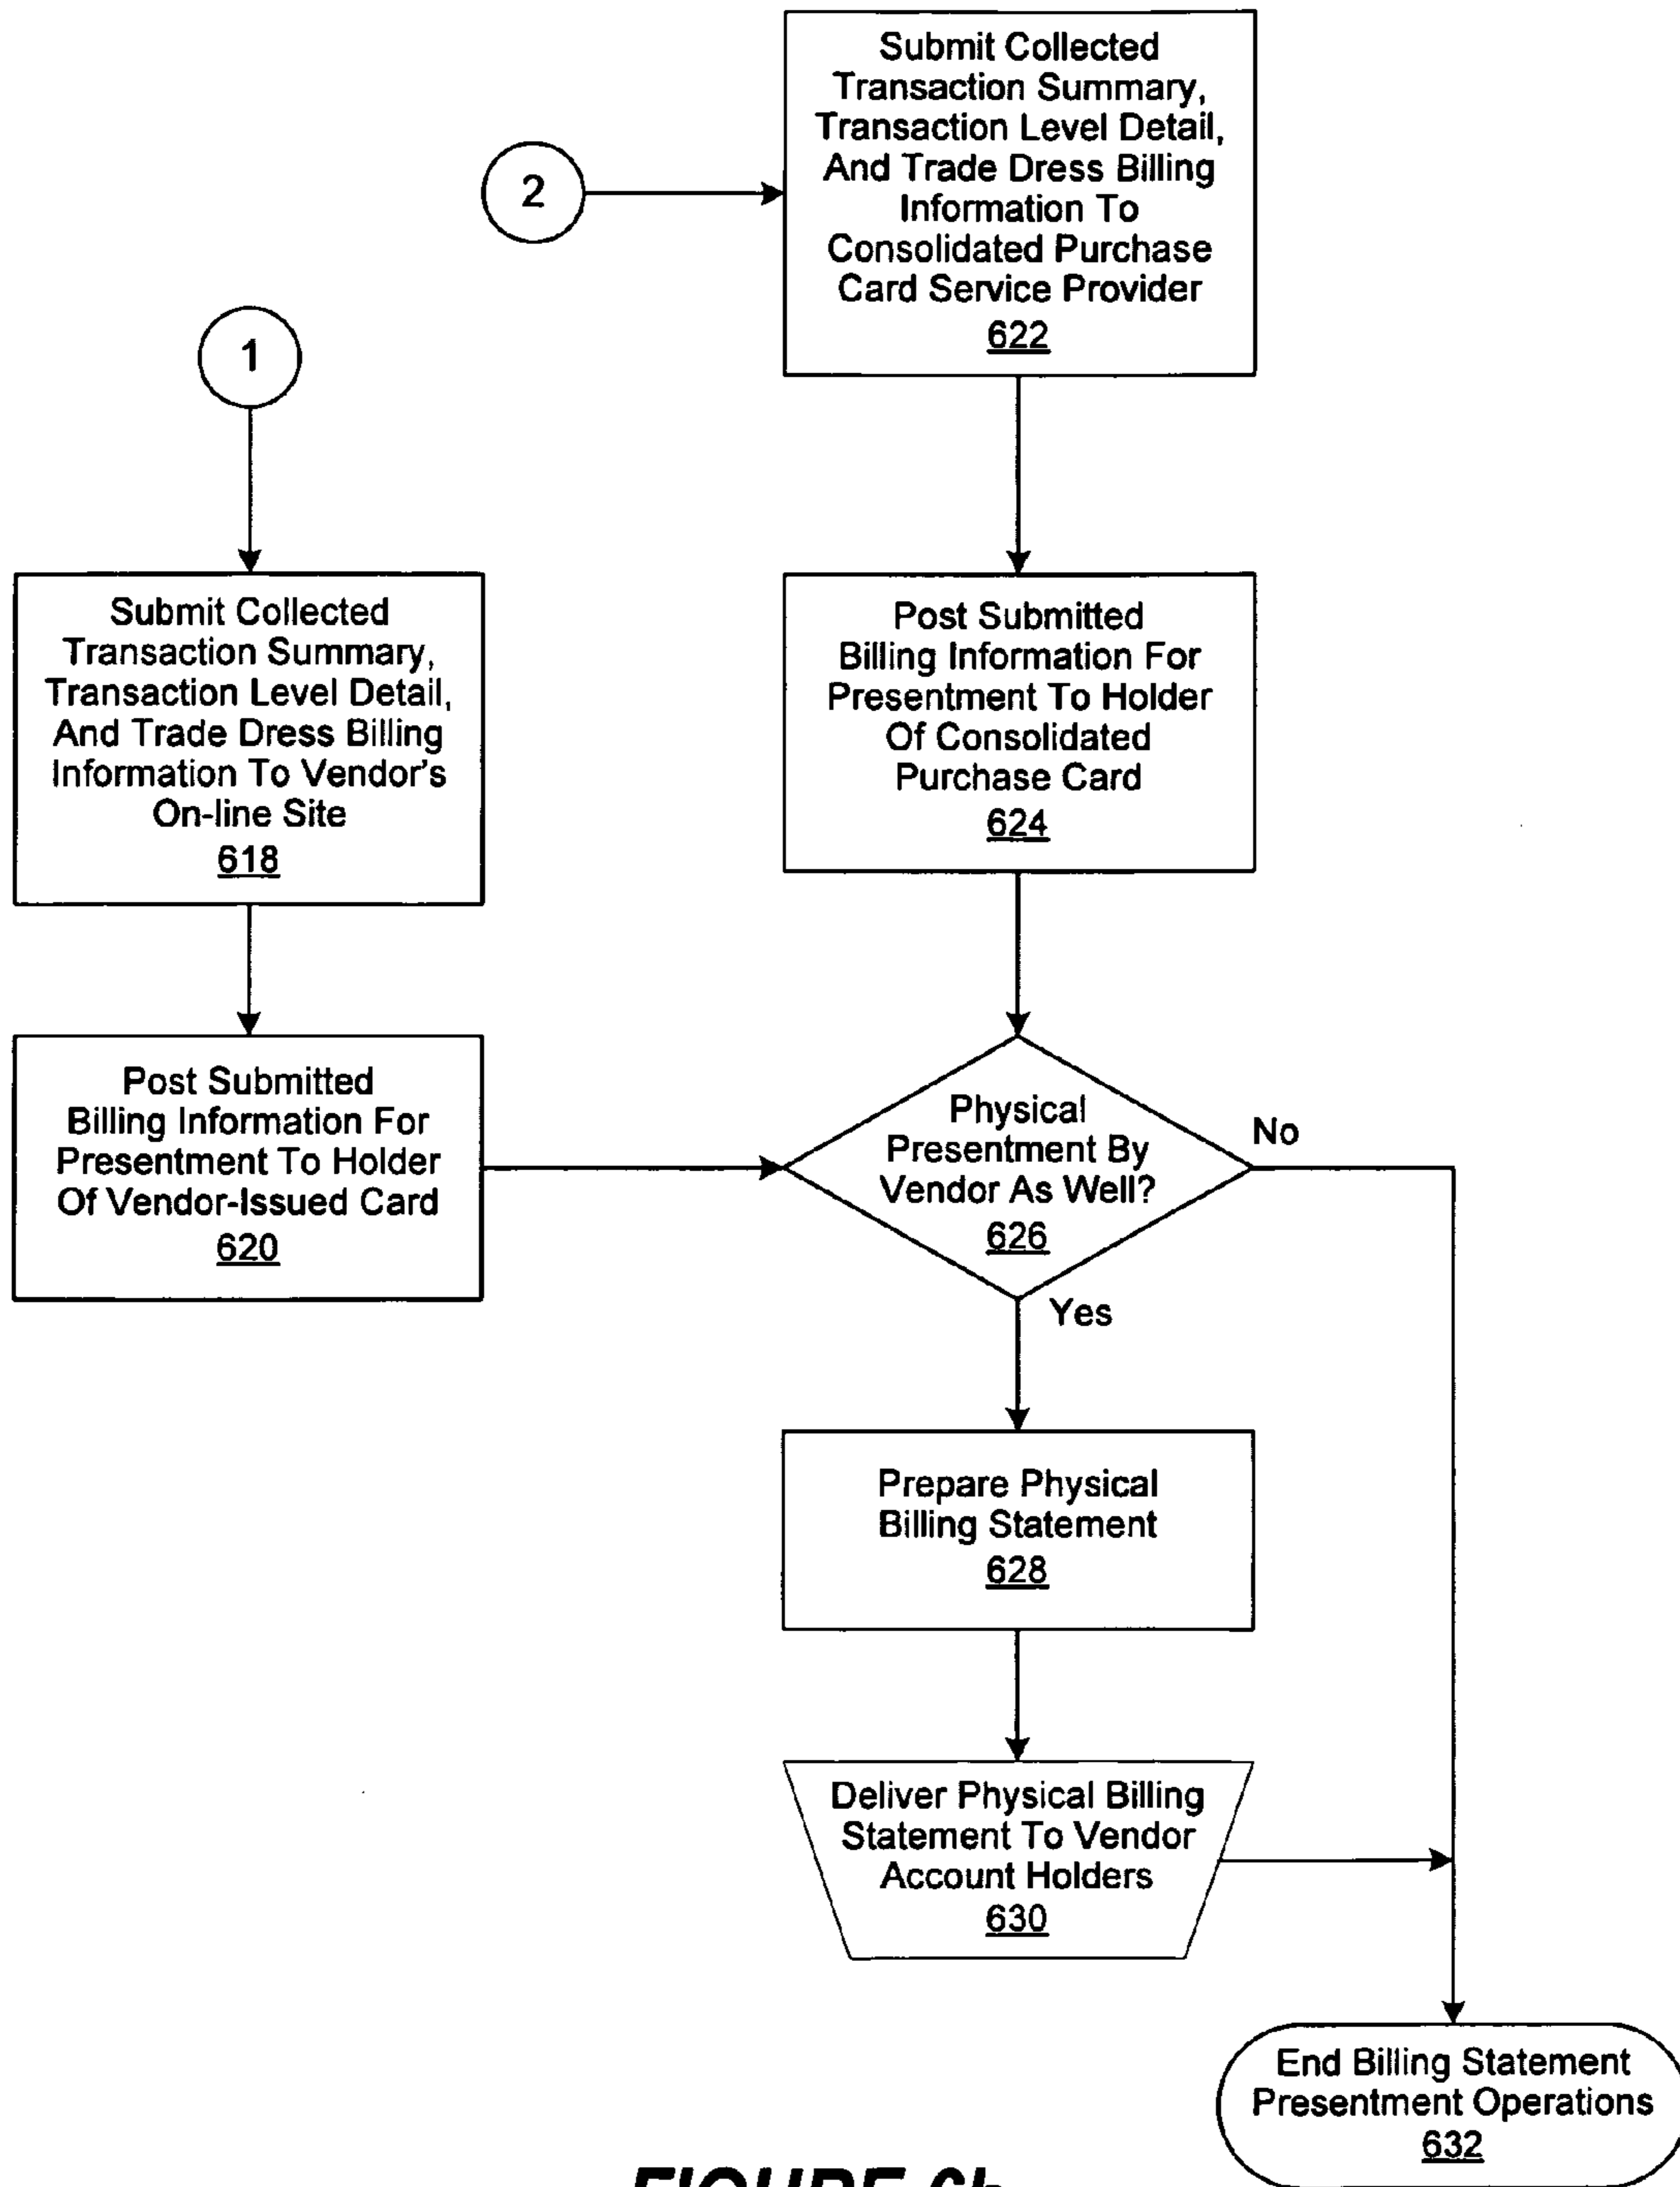 Submit Collected
Transaction Summary,
Transaction Level Detail,
And Trade Dress Billing
Information To
Consolidated Purchase
Card Service Provider
622
2
1
Submit Collected
Transaction Summary,
Transaction Level Detail,
And Trade Dress Billing
Information To Vendor's
On-line Site
618
Post Submitted
Billing Information For
Presentment To Holder
Of Consolidated
Purchase Card
624
Post Submitted
Billing Information For
Presentment To Holder
Of Vendor-Issued Card
620
Physical
Presentment By
Vendor As Well?
626
No
Yes
Prepare Physical
Billing Statement
628
Deliver Physical Billing
Statement To Vendor
Account Holders
630
End Billing Statement
Presentment Operations
632
FIGURE 6b